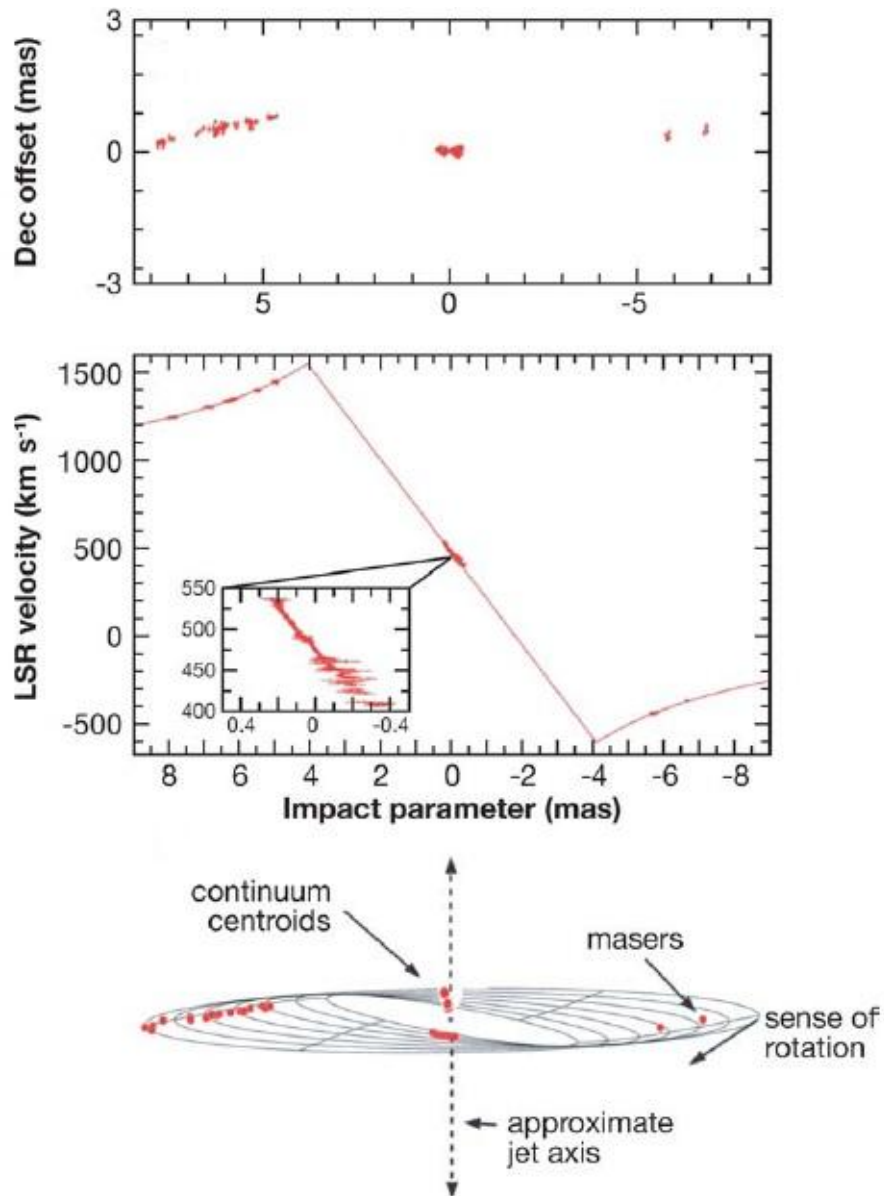 Dec offset (mas)
3
0
-3
5
0
-5
LSR velocity (km s⁻¹)
1500
1000
500
0
-500
550
500
450
400
0.4
0
-0.4
8
6
4
2
0
-2
-4
-6
-8
Impact parameter (mas)
continuum
centroids
masers
sense of
rotation
approximate
jet axis